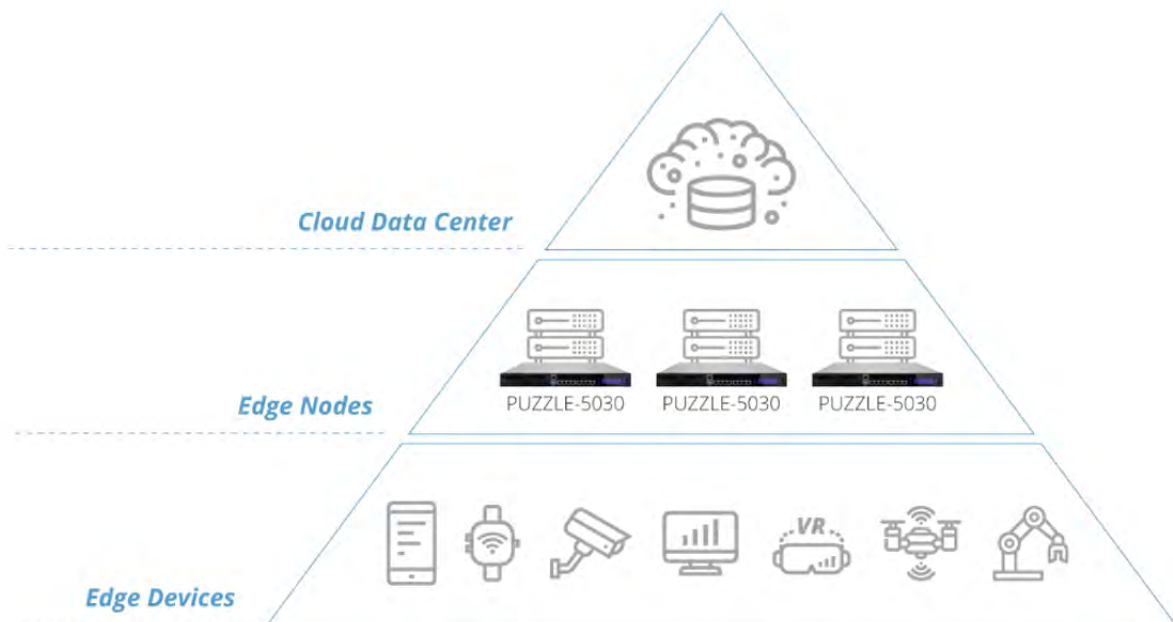 Cloud Data Center
PUZZLE-5030 PUZZLE-5030 PUZZLE-5030
Edge Nodes
VR
Edge Devices